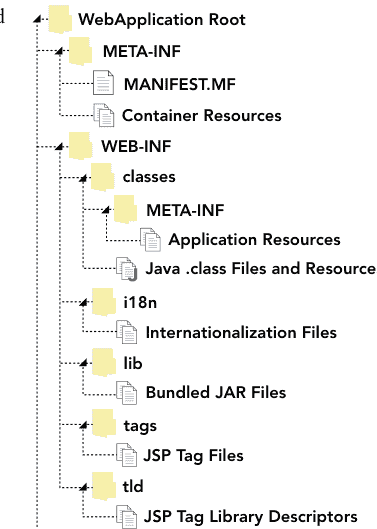 d
WebApplication Root
META-INF
MANIFEST.MF
Container Resources
WEB-INF
classes
META-INF
Application Resources
Java .class Files and Resource
i18n
Internationalization Files
lib
Bundled JAR Files
tags
JSP Tag Files
tld
JSP Tag Library Descriptors